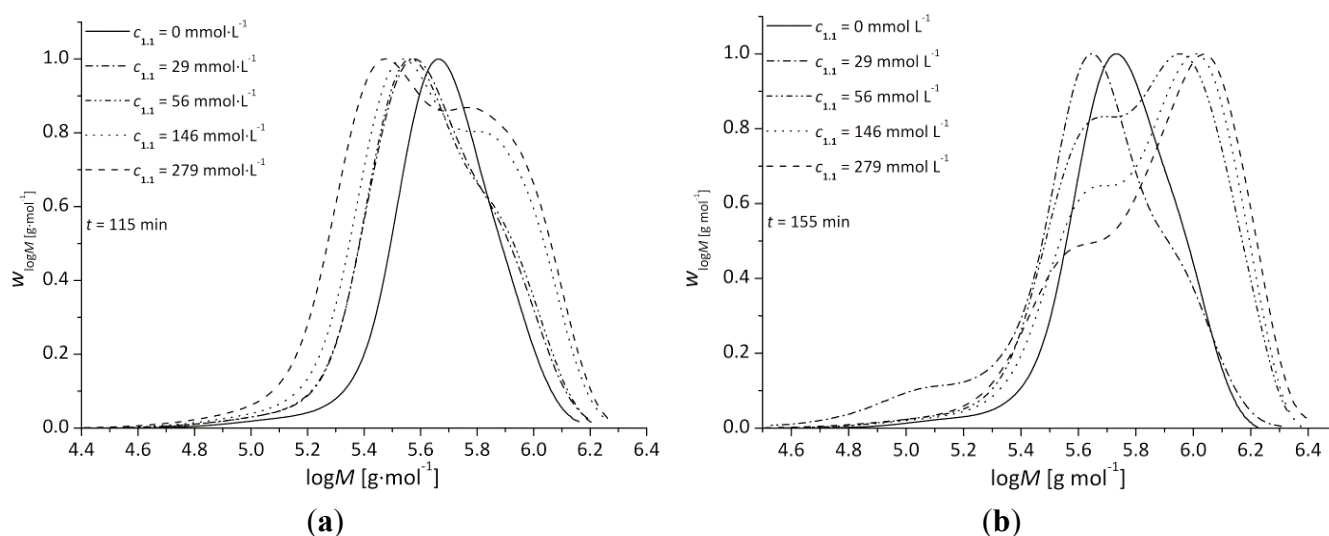 c1.1 = 0 mmol·L-1
c1.1 = 29 mmol·L-1
c1.1 = 56 mmol·L-1
c1.1 = 146 mmol·L-1
c1.1 = 279 mmol·L-1
t = 115 min
1.0
0.8
0.6
0.4
0.2
0.0
wlogM [g·mol-1]
4.4 4.6 4.8 5.0 5.2 5.4 5.6 5.8 6.0 6.2 6.4
logM [g·mol-1]
(a)
c1.1 = 0 mmol L-1
c1.1 = 29 mmol L-1
c1.1 = 56 mmol L-1
c1.1 = 146 mmol L-1
c1.1 = 279 mmol L-1
t = 155 min
1.0
0.8
0.6
0.4
0.2
0.0
wlogM [g mol-1]
4.6 4.8 5.0 5.2 5.4 5.6 5.8 6.0 6.2 6.4
logM [g mol-1]
(b)